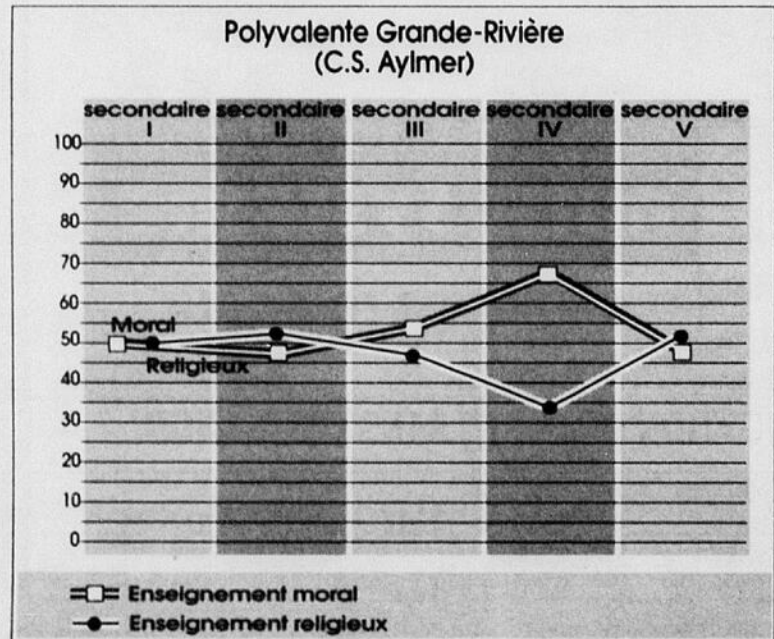 Polyvalente Grande-Rivière
(C.S. Aylmer)
secondaire I
secondaire II
secondaire III
secondaire IV
secondaire V
100
90
80
70
60
50
40
30
20
10
0
Moral
Religieux
Enseignement moral
Enseignement religieux